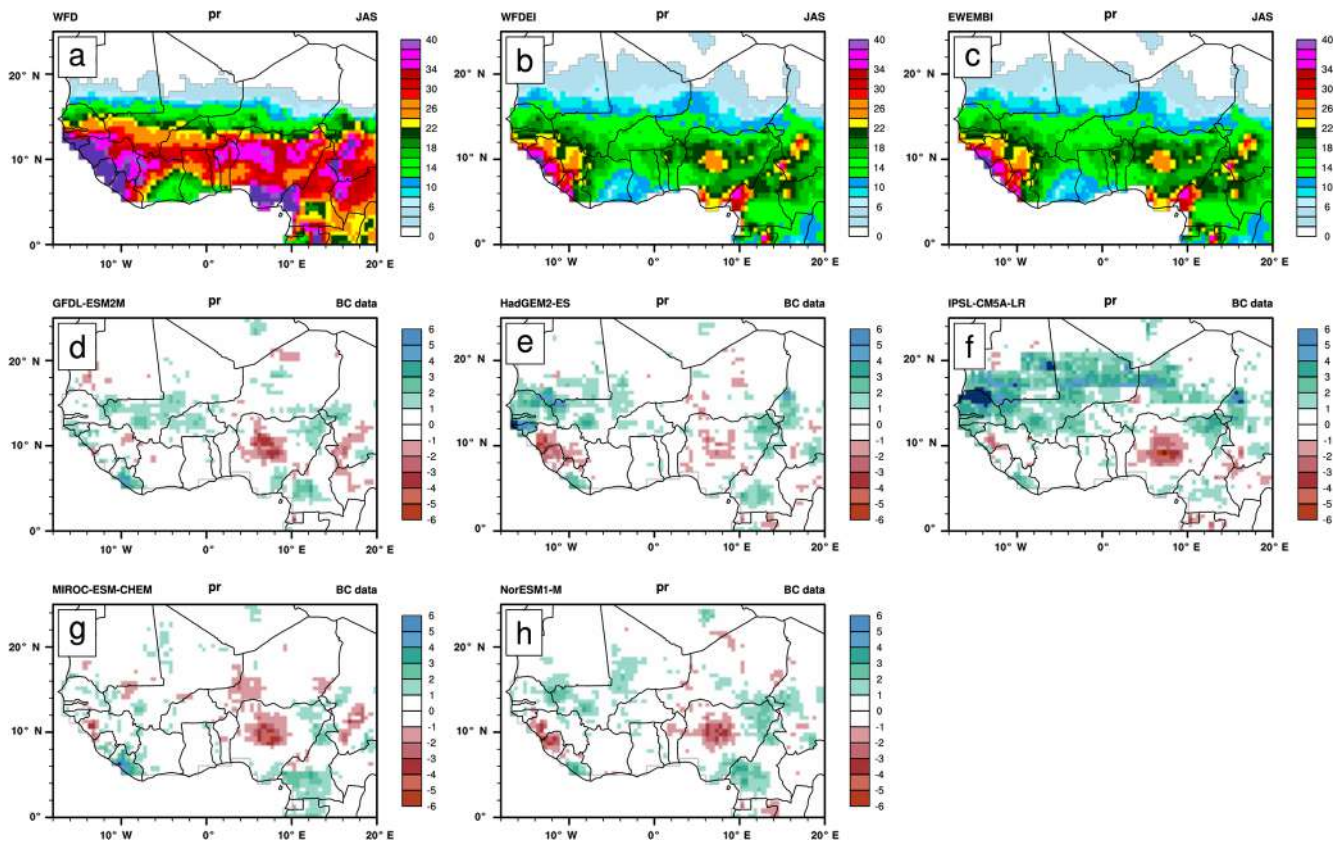 WFD pr JAS
a
20° N
10° N
0°
10° W 0° 10° E 20° E
40
34
30
26
22
18
14
10
6
0
WFDEI pr JAS
b
20° N
10° N
0°
10° W 0° 10° E 20° E
40
34
30
26
22
18
14
10
6
0
EWEMBI pr JAS
c
20° N
10° N
0°
10° W 0° 10° E 20° E
40
34
30
26
22
18
14
10
6
0
GFDL-ESM2M pr BC data
d
20° N
10° N
0°
10° W 0° 10° E 20° E
6
5
4
3
2
1
0
-1
-2
-3
-4
-5
-6
HadGEM2-ES pr BC data
e
20° N
10° N
0°
10° W 0° 10° E 20° E
6
5
4
3
2
1
0
-1
-2
-3
-4
-5
-6
IPSL-CM5A-LR pr BC data
f
20° N
10° N
0°
10° W 0° 10° E 20° E
6
5
4
3
2
1
0
-1
-2
-3
-4
-5
-6
MIROC-ESM-CHEM pr BC data
g
20° N
10° N
0°
10° W 0° 10° E 20° E
6
5
4
3
2
1
0
-1
-2
-3
-4
-5
-6
NorESM1-M pr BC data
h
20° N
10° N
0°
10° W 0° 10° E 20° E
6
5
4
3
2
1
0
-1
-2
-3
-4
-5
-6